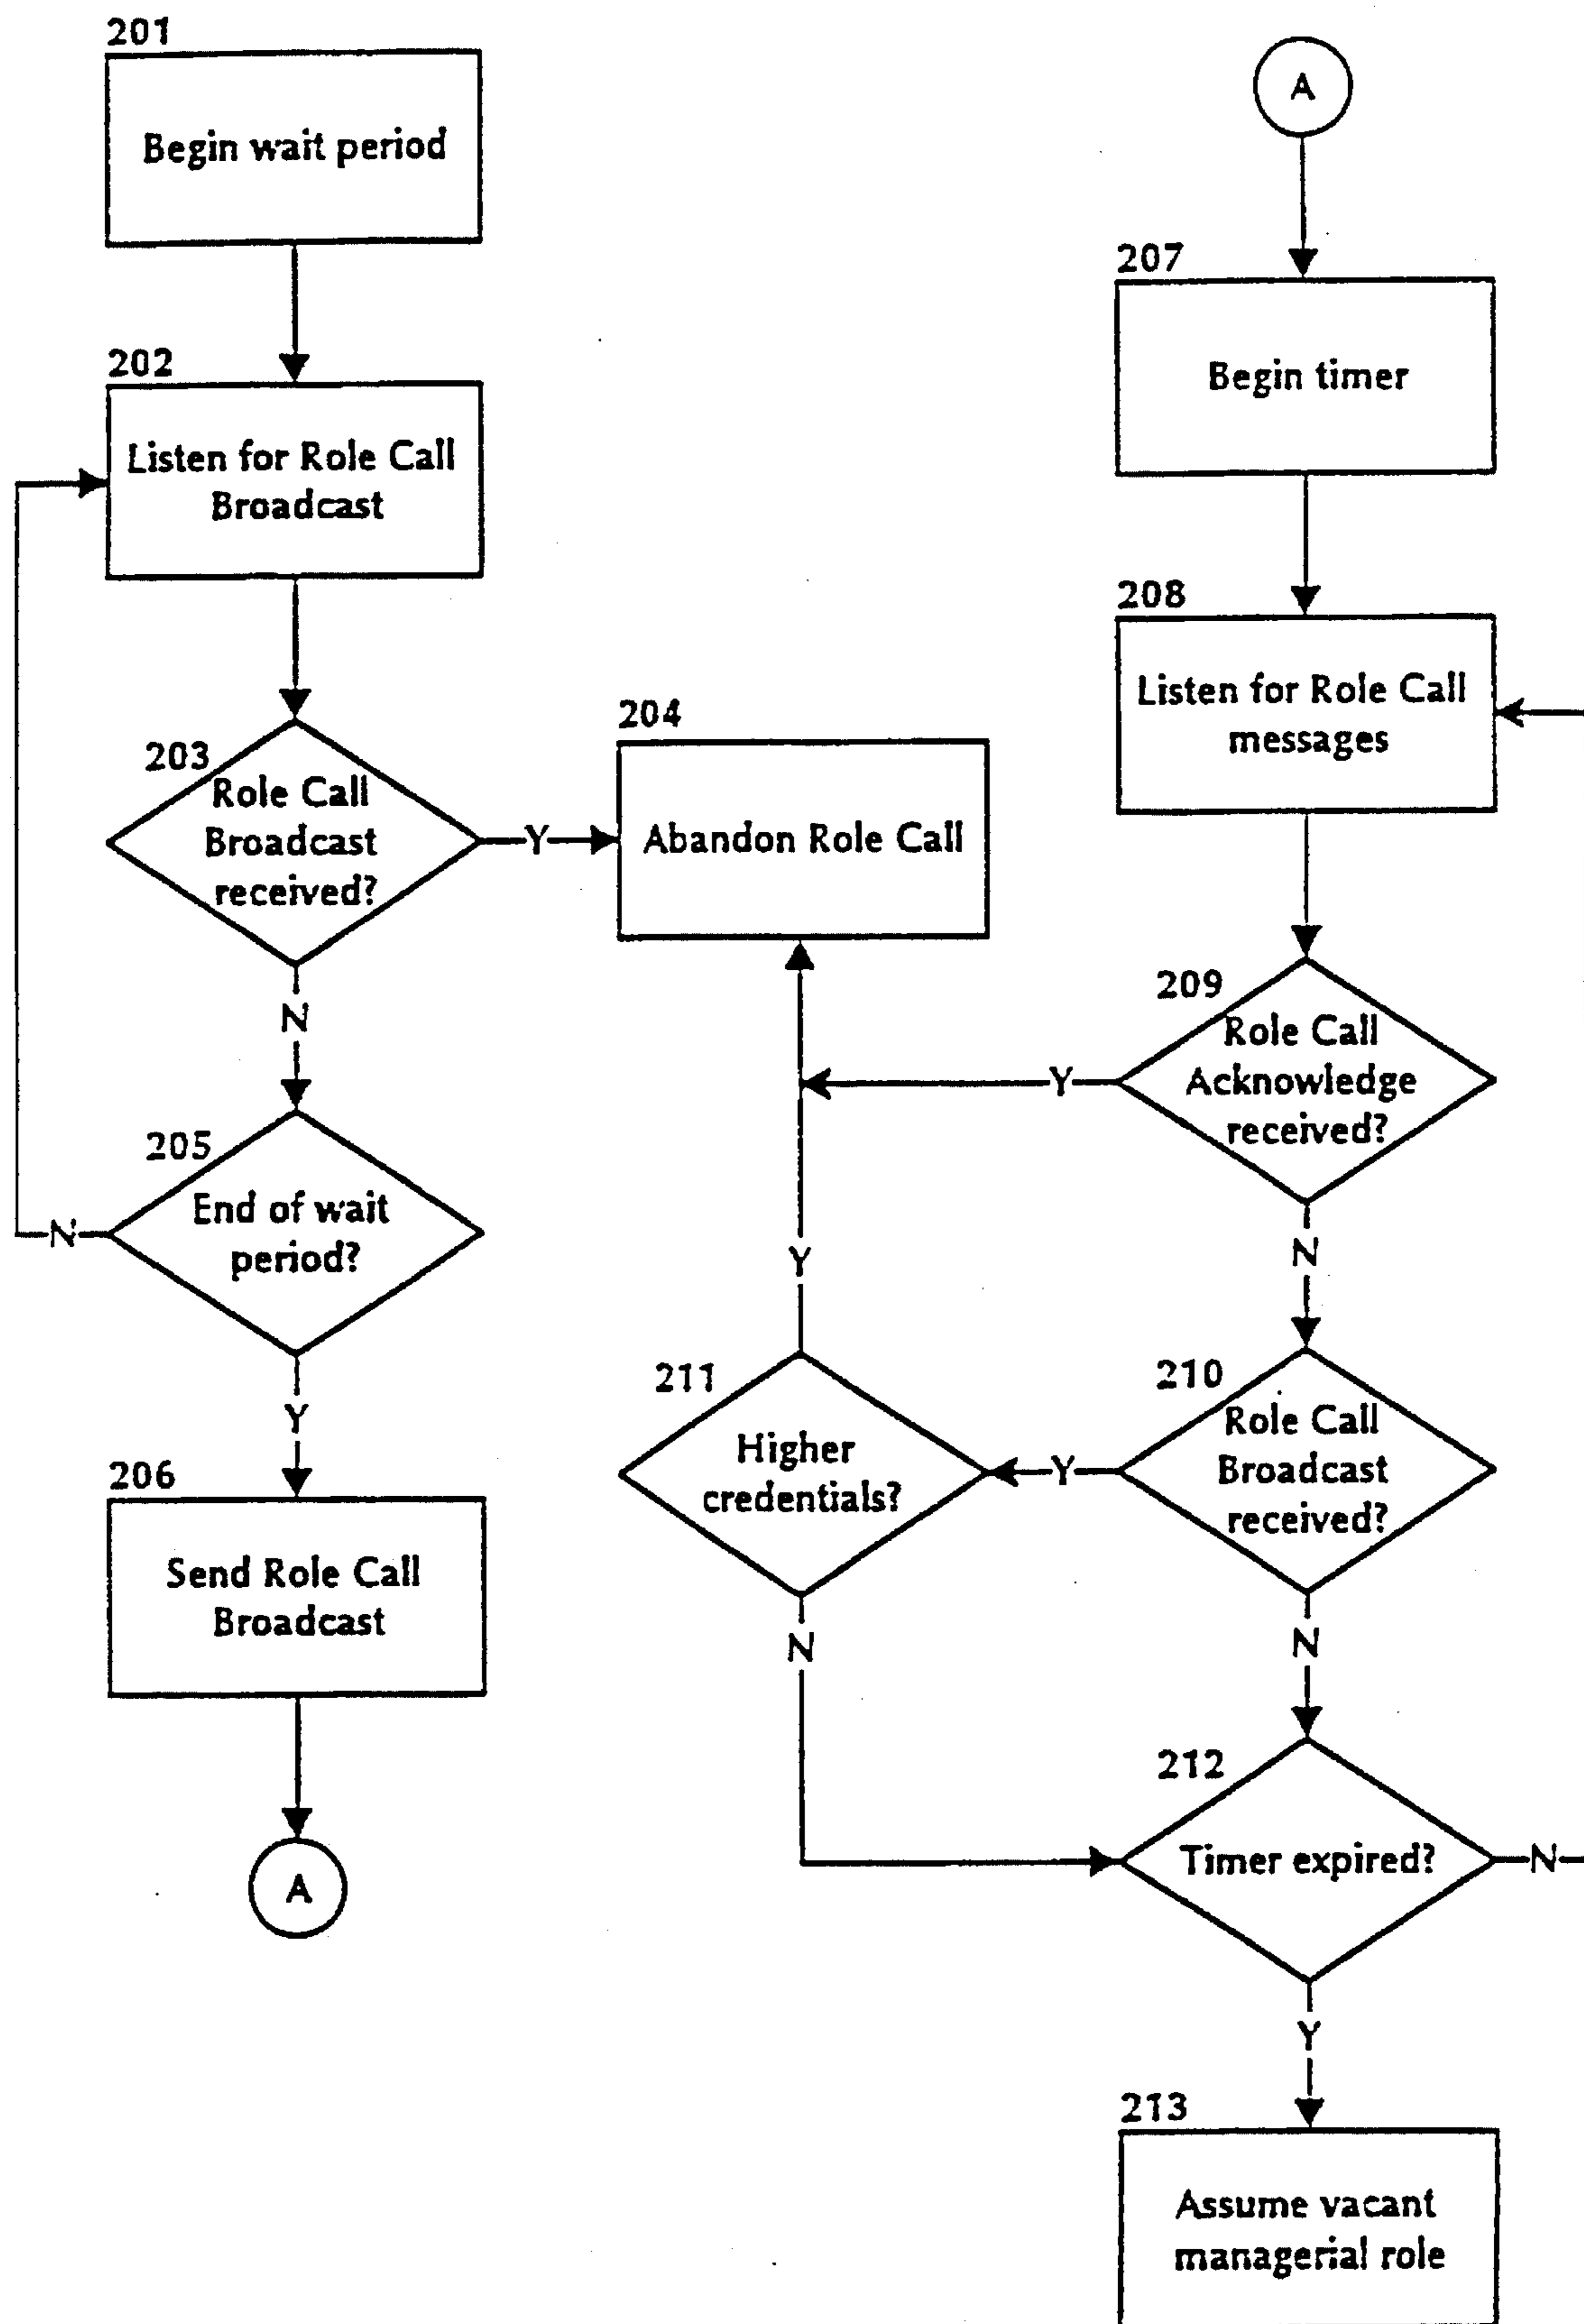 201
Begin wait period
202
Listen for Role Call
Broadcast
203
Role Call
Broadcast
received?
Y
N
204
Abandon Role Call
205
End of wait
period?
N
Y
206
Send Role Call
Broadcast
A
A
207
Begin timer
208
Listen for Role Call
messages
209
Role Call
Acknowledge
received?
Y
N
210
Role Call
Broadcast
received?
Y
N
211
Higher
credentials?
Y
N
212
Timer expired?
N
Y
213
Assume vacant
managerial role